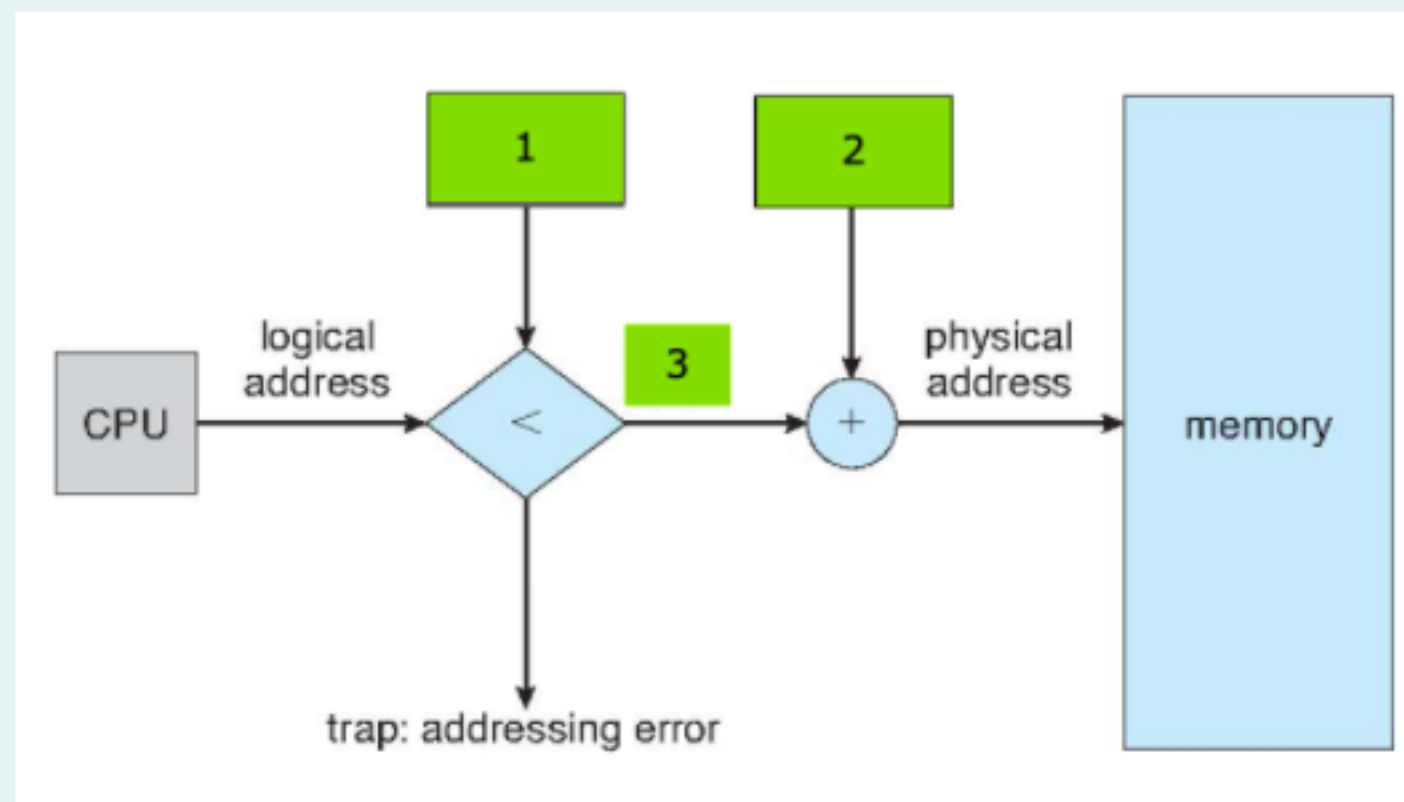 1
2
logical
address
3
physical
address
CPU
<
+
memory
trap: addressing error